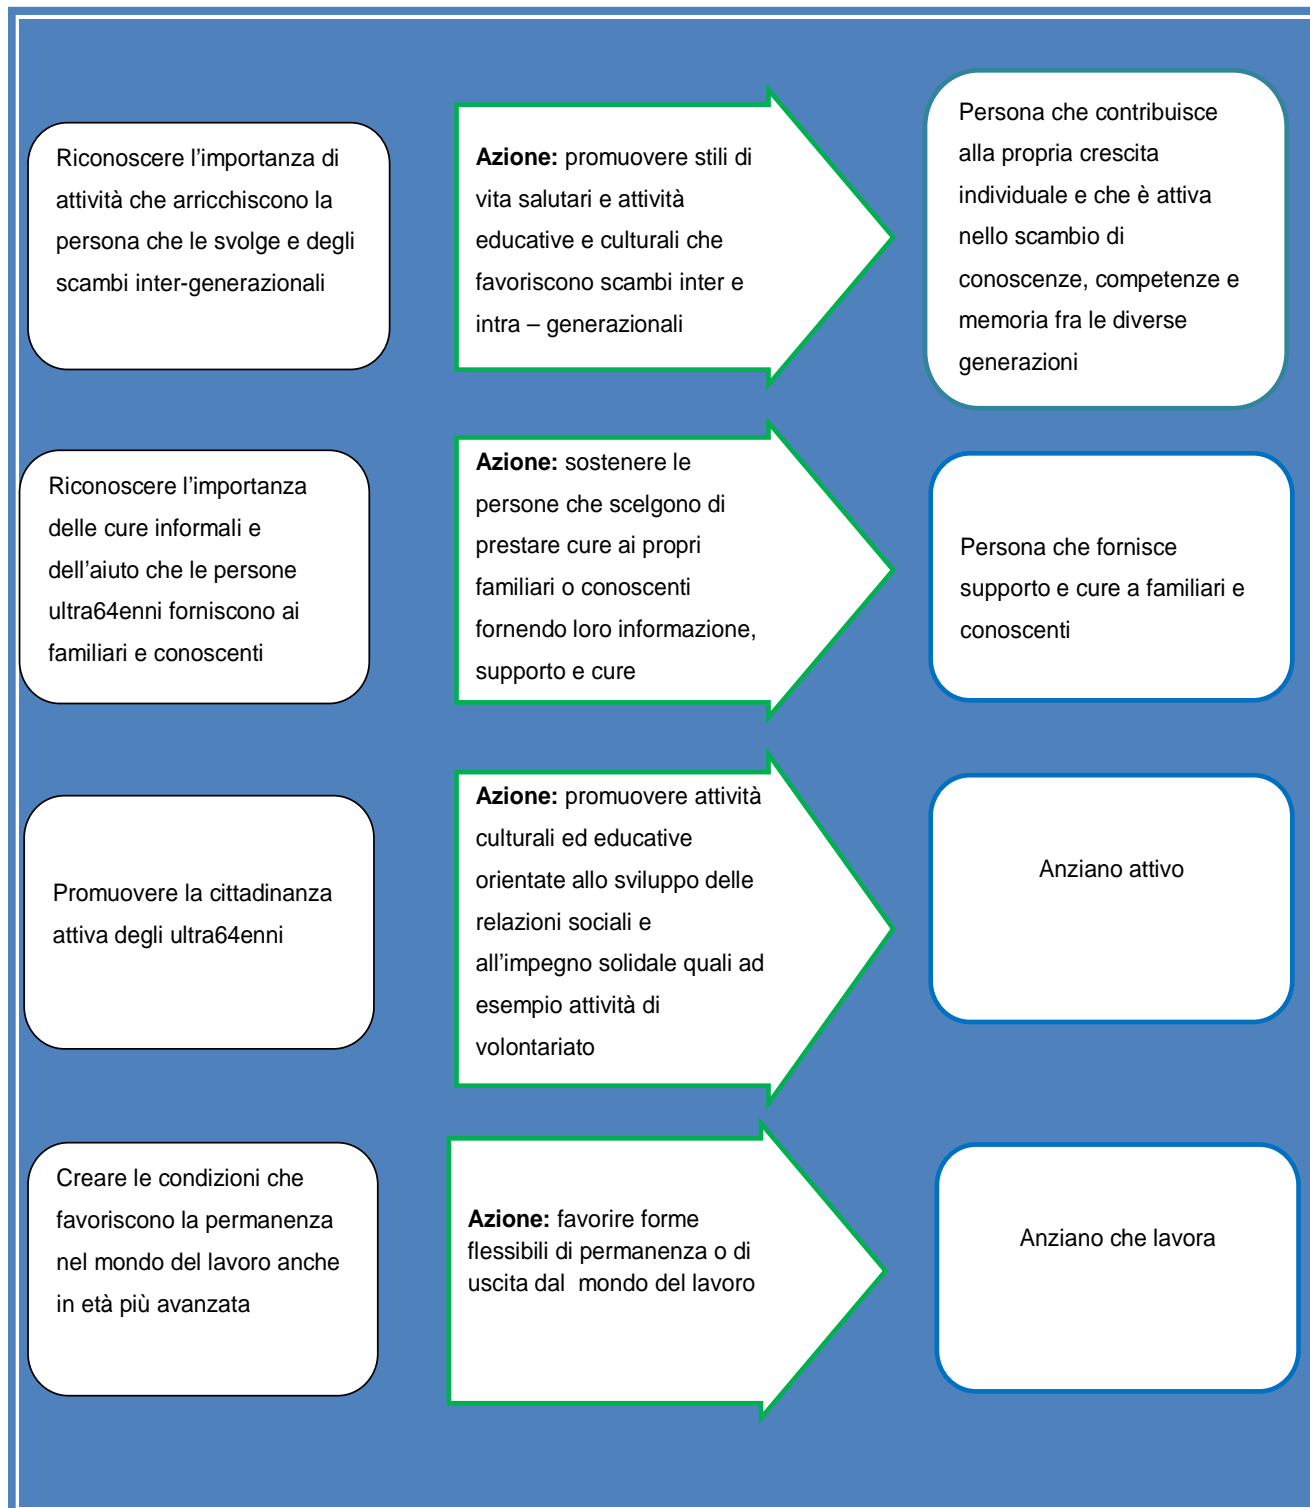 Riconoscere l’importanza di
attività che arricchiscono la
persona che le svolge e degli
scambi inter-generazionali
Azione: promuovere stili di
vita salutari e attività
educative e culturali che
favoriscono scambi inter e
intra – generazionali
Persona che contribuisce
alla propria crescita
individuale e che è attiva
nello scambio di
conoscenze, competenze e
memoria fra le diverse
generazioni
Riconoscere l’importanza
delle cure informali e
dell’aiuto che le persone
ultra64enni forniscono ai
familiari e conoscenti
Azione: sostenere le
persone che scelgono di
prestare cure ai propri
familiari o conoscenti
fornendo loro informazione,
supporto e cure
Persona che fornisce
supporto e cure a familiari e
conoscenti
Promuovere la cittadinanza
attiva degli ultra64enni
Azione: promuovere attività
culturali ed educative
orientate allo sviluppo delle
relazioni sociali e
all’impegno solidale quali ad
esempio attività di
volontariato
Anziano attivo
Creare le condizioni che
favoriscono la permanenza
nel mondo del lavoro anche
in età più avanzata
Azione: favorire forme
flessibili di permanenza o di
uscita dal  mondo del lavoro
Anziano che lavora